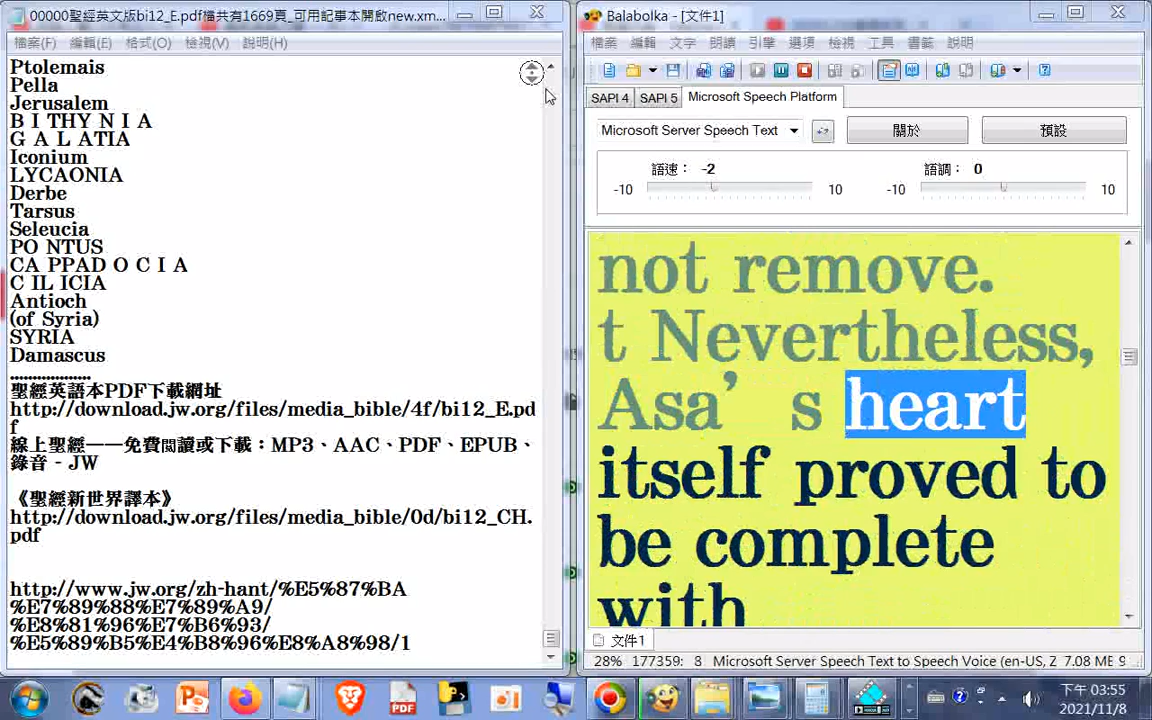 00000聖經英文版bi12_E.pdf檔共有1669頁_可用記事本開啟new.xm...
檔案(F) 編輯(E) 格式(O) 檢視(V) 說明(H)
Ptolemais
Pella
Jerusalem
B I THY N I A
G A L ATIA
Iconium
LYCAONIA
Derbe
Tarsus
Seleucia
PO NTUS
CA PPAD O C I A
C IL ICIA
Antioch
(of Syria)
SYRIA
Damascus
..................
聖經英語本PDF下載網址
http://download.jw.org/files/media_bible/4f/bi12_E.pd
f
線上聖經——免費閱讀或下載：MP3、AAC、PDF、EPUB、
錄音 - JW
《聖經新世界譯本》
http://download.jw.org/files/media_bible/0d/bi12_CH.
pdf
http://www.jw.org/zh-hant/%E5%87%BA
%E7%89%88%E7%89%A9/
%E8%81%96%E7%B6%93/
%E5%89%B5%E4%B8%96%E8%A8%98/1
Balabolka - [文件1]
檔案 編輯 文字 朗讀 引擎 選項 檢視 工具 書籤 說明
SAPI 4 SAPI 5 Microsoft Speech Platform
Microsoft Server Speech Text 關於 預設
語速： -2 語調： 0
-10 10 -10 10
not remove.
t Nevertheless,
Asa’ s heart
itself proved to
be complete
with
文件1
28% 177359: 8 Microsoft Server Speech Text to Speech Voice (en-US, Z 7.08 MB 9
下午 03:55
2021/11/8